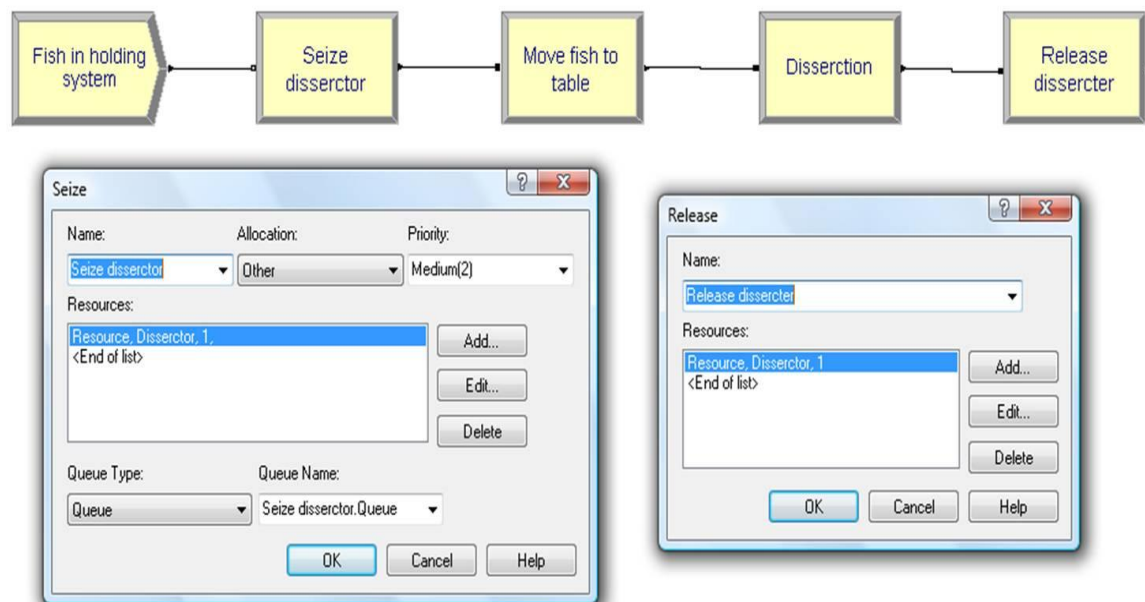 Fish in holding
system
Seize
disserctor
Move fish to
table
Disserction
Release
dissercter
Seize
Name:
Allocation:
Priority:
Seize disserctor
Other
Medium(2)
Resources:
Resource, Disserctor, 1,
<End of list>
Add...
Edit...
Delete
Queue Type:
Queue Name:
Queue
Seize disserctor.Queue
OK
Cancel
Help
Release
Name:
Release dissercter
Resources:
Resource, Disserctor, 1
<End of list>
Add...
Edit...
Delete
OK
Cancel
Help